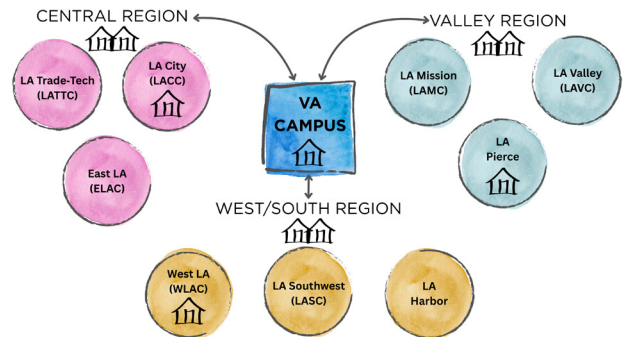 CENTRAL REGION
LA Trade-Tech
(LATTC)
LA City
(LACC)
East LA
(ELAC)
VA
CAMPUS
VALLEY REGION
LA Mission
(LAMC)
LA Valley
(LAVC)
LA
Pierce
WEST/SOUTH REGION
West LA
(WLAC)
LA Southwest
(LASC)
LA
Harbor